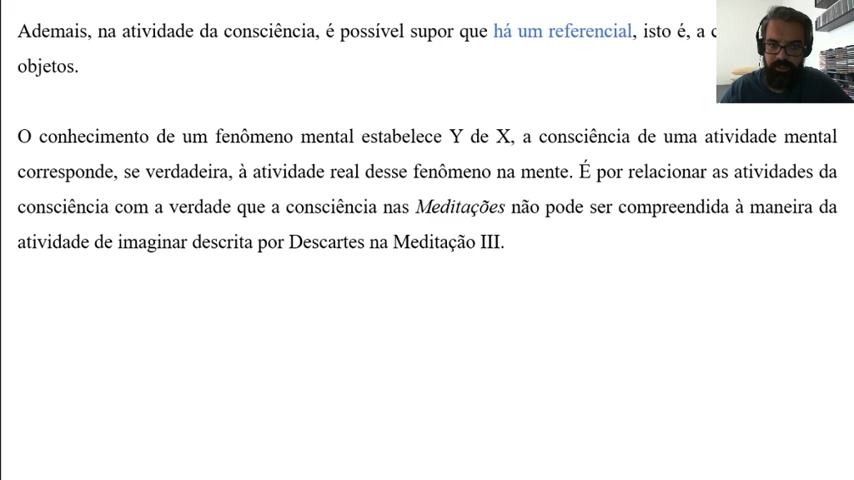 Ademais, na atividade da consciência, é possível supor que há um referencial, isto é, a
objetos.
O conhecimento de um fenômeno mental estabelece Y de X, a consciência de uma atividade mental
corresponde, se verdadeira, à atividade real desse fenômeno na mente. É por relacionar as atividades da
consciência com a verdade que a consciência nas Meditações não pode ser compreendida à maneira da
atividade de imaginar descrita por Descartes na Meditação III.